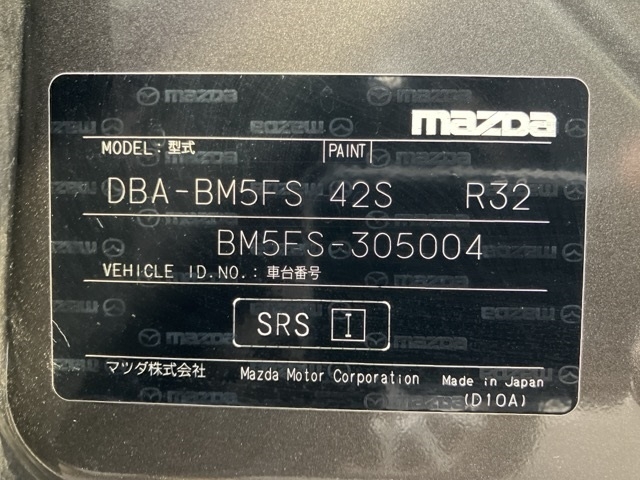 mazda
MODEL: 型式 PAINT
DBA-BM5FS 42S R32
BM5FS-305004
VEHICLE ID.NO.: 車台番号
SRS I
マツダ株式会社 Mazda Motor Corporation Made in Japan
(D10A)